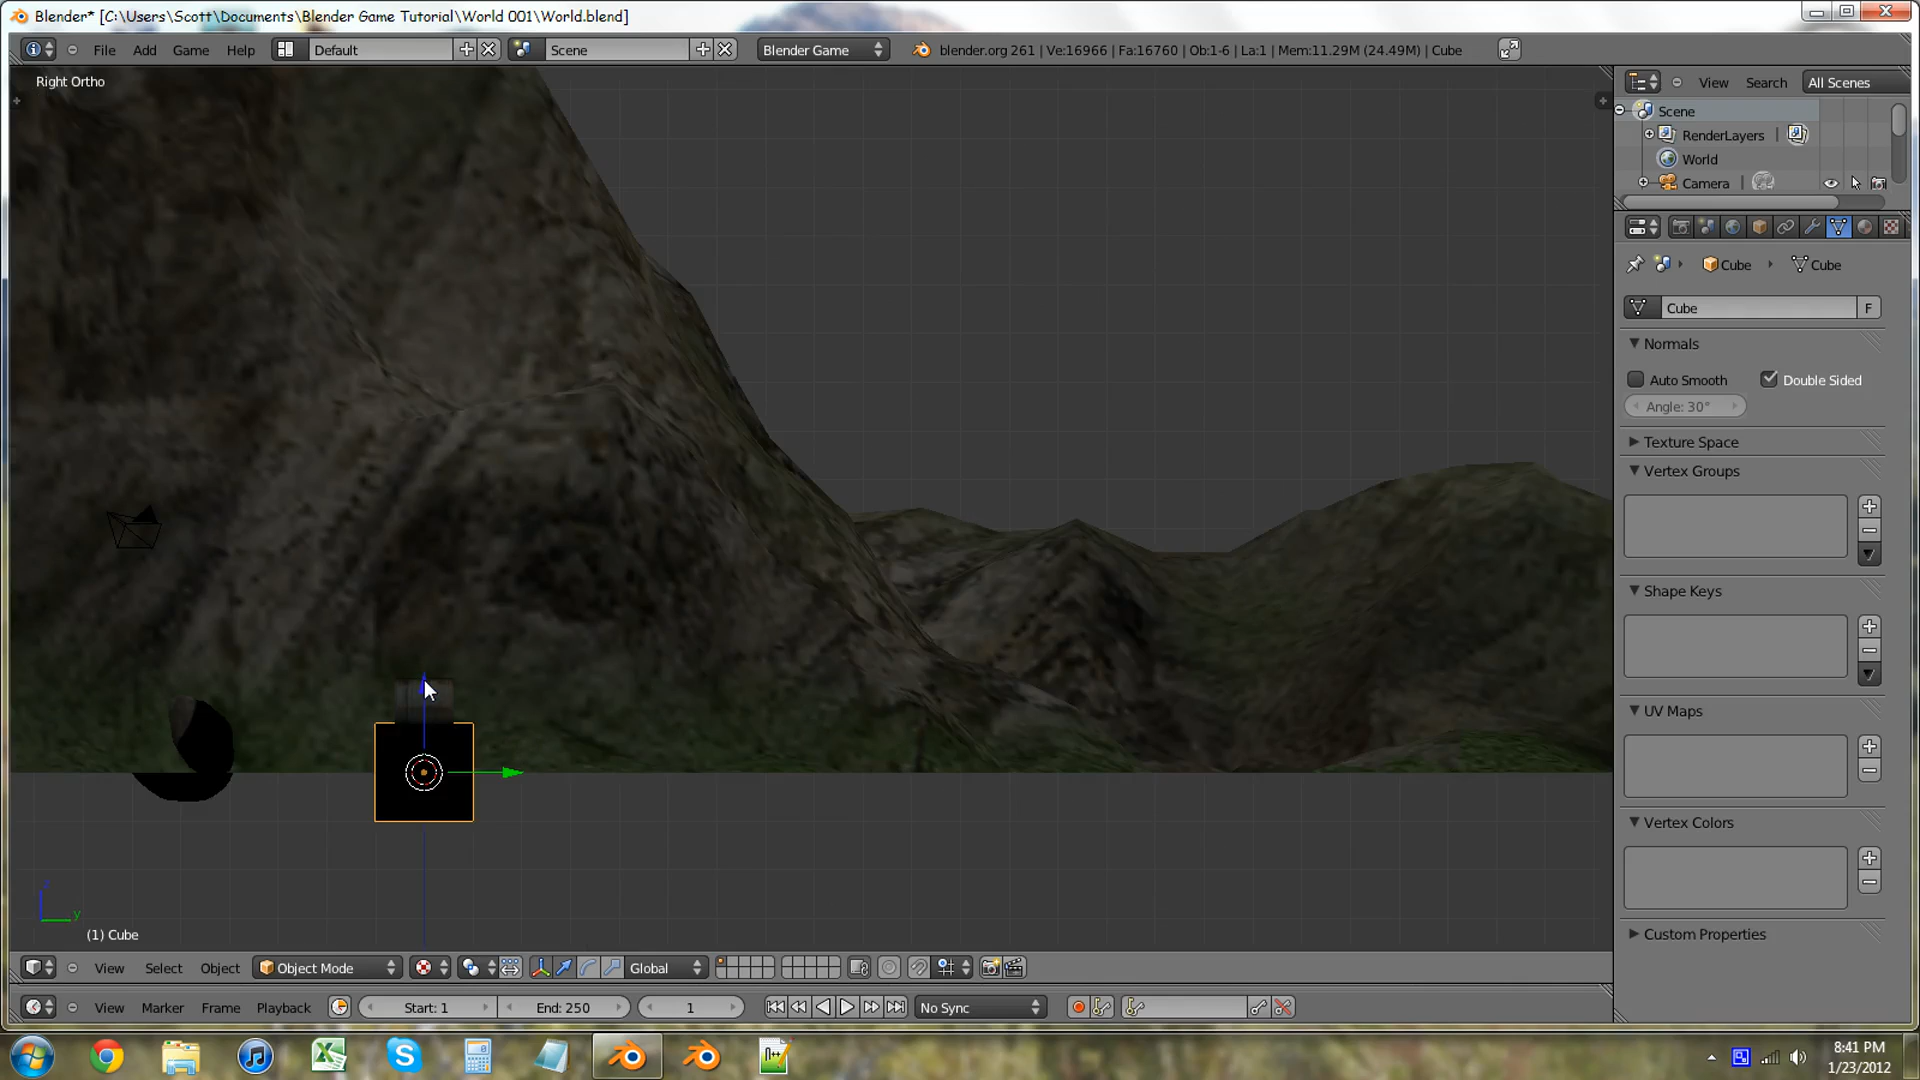 Blender* [C:\Users\Scott\Documents\Blender Game Tutorial\World 001\World.blend]
File Add Game Help Default Scene Blender Game blender.org 261 | Ve:16966 | Fa:16760 | Ob:1-6 | La:1 | Mem:11.29M (24.49M) | Cube
Right Ortho
View Search All Scenes
Scene
RenderLayers |
World
Camera |
Cube Cube
Cube F
Normals
Auto Smooth Double Sided
Angle: 30°
Texture Space
Vertex Groups
Shape Keys
UV Maps
Vertex Colors
Custom Properties
z
y
(1) Cube
View Select Object Object Mode Global
View Marker Frame Playback Start: 1 End: 250 1 No Sync
8:41 PM
1/23/2012